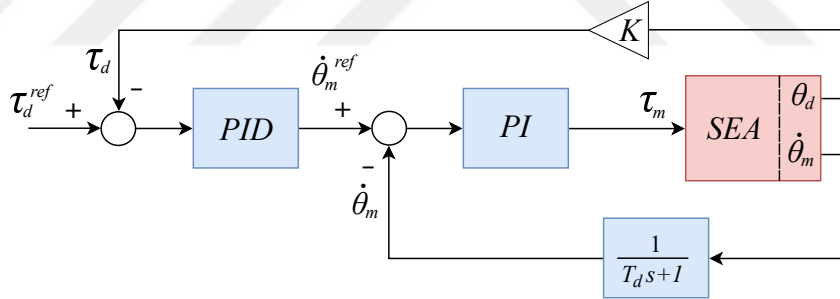 K
τ_d
−
τ_d^{ref}
+
PID
θ̇_m^{ref}
+
−
θ̇_m
PI
τ_m
SEA
θ_d
θ̇_m
1
T_d s+1